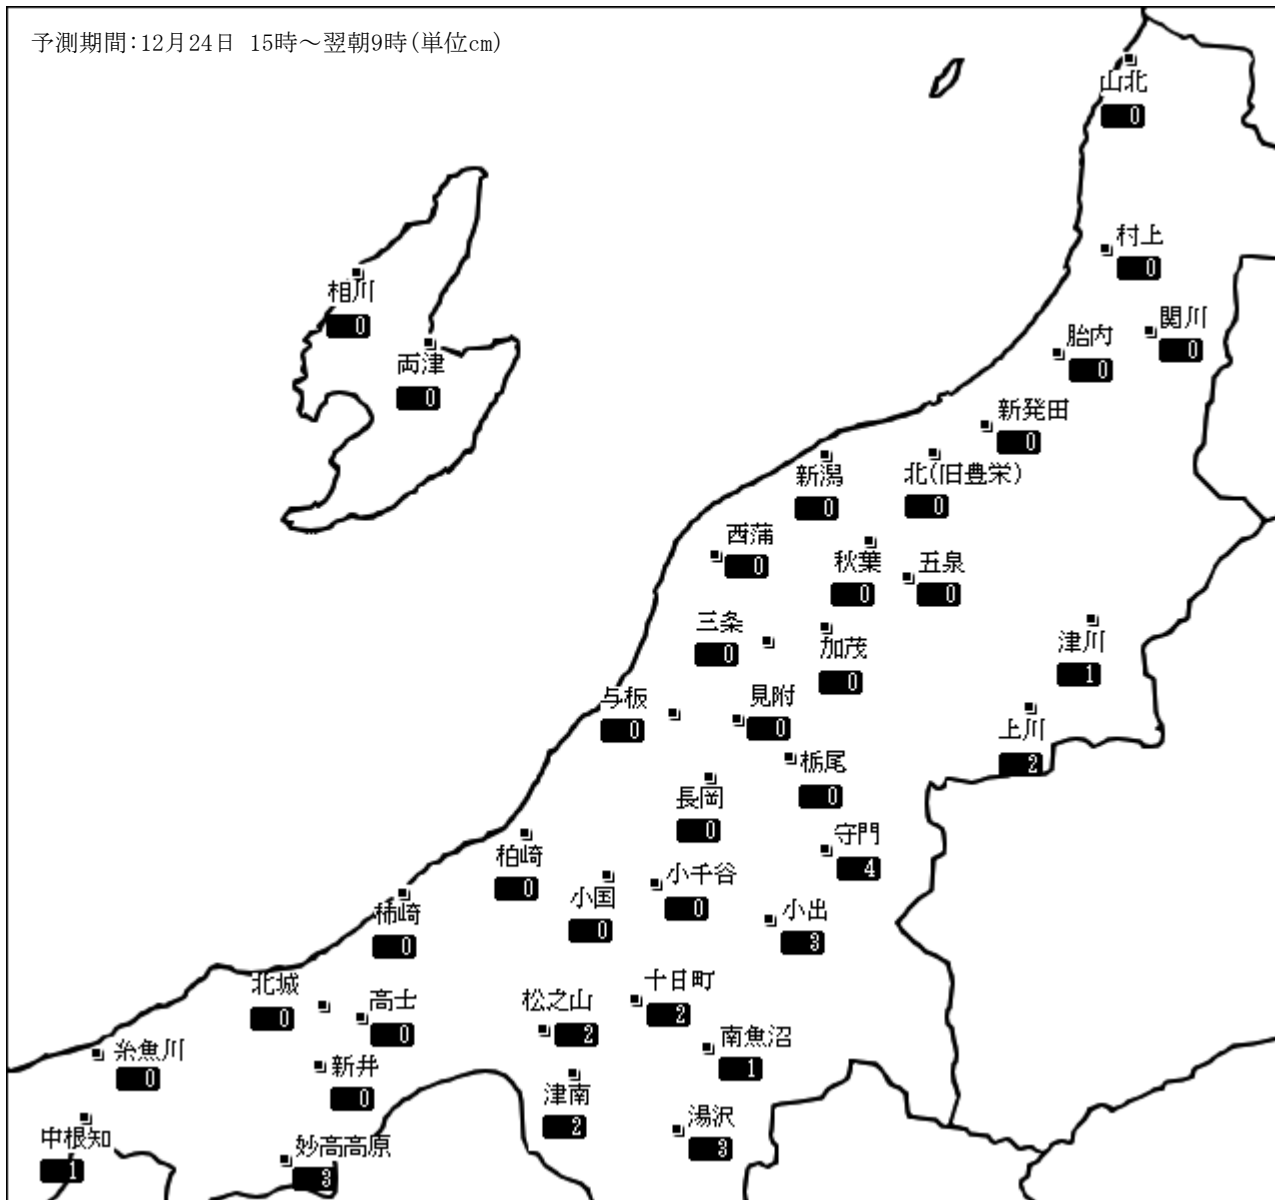 予測期間:12月24日 15時～翌朝9時(単位cm)
山北
0
村上
0
相川
0
関川
0
胎内
0
両津
0
新発田
0
新潟
0
北(旧豊栄)
0
西蒲
0
秋葉
0
五泉
0
三条
0
加茂
0
津川
1
与板
0
見附
0
上川
2
栃尾
0
長岡
0
守門
4
柏崎
0
小国
0
小千谷
0
小出
3
柿崎
0
北城
0
高士
0
松之山
2
十日町
2
南魚沼
1
糸魚川
0
新井
0
津南
2
湯沢
3
中根知
1
妙高高原
3